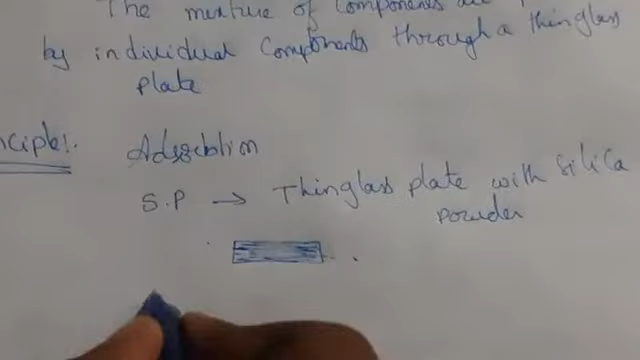 The mixture of components are
by individual components through a thinglass
plate
nciple:
Adsorbtion
S.P → Thinglass plate with silica
powder